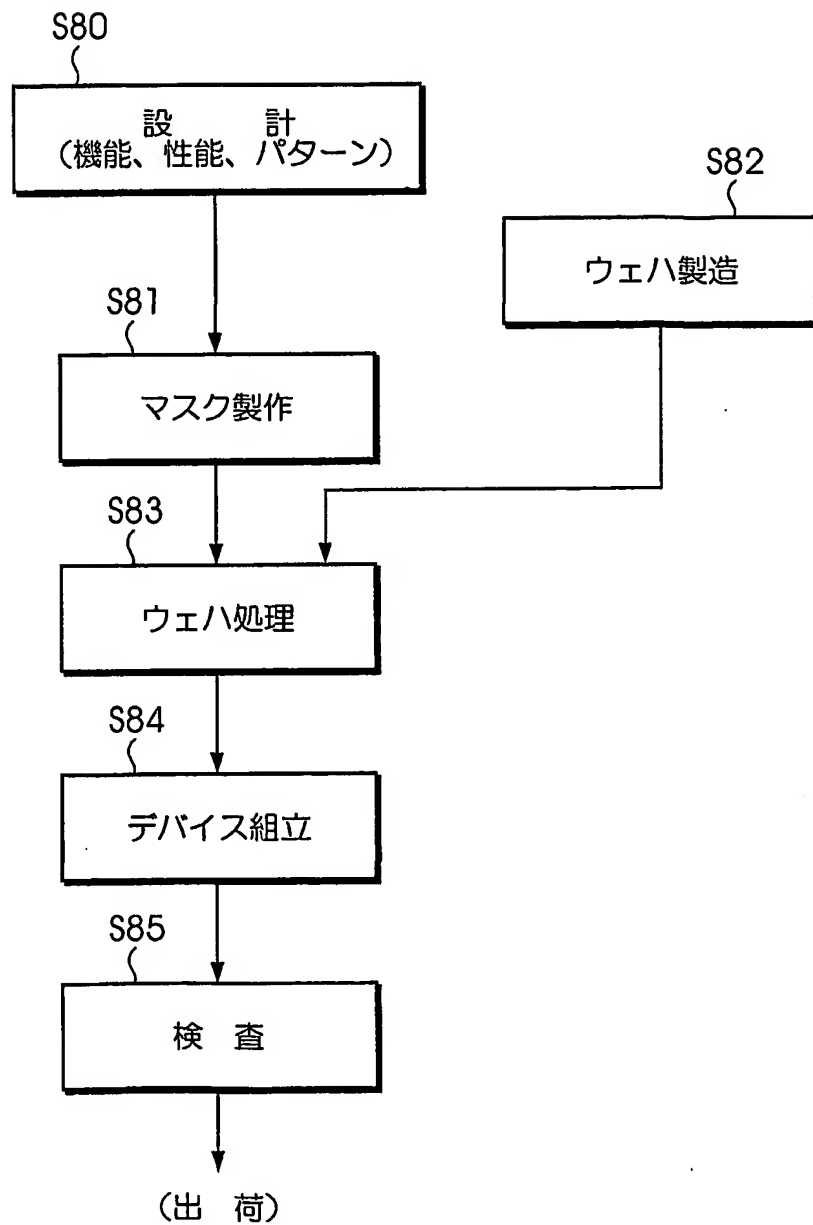 S80
設 計
(機能、性能、パターン)
S82
ウェハ製造
S81
マスク製作
S83
ウェハ処理
S84
デバイス組立
S85
検 査
(出 荷)